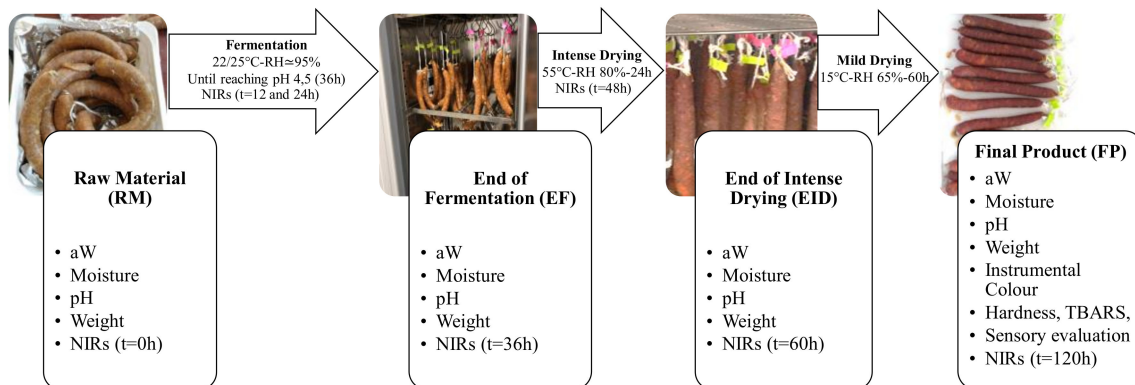 Fermentation
22/25°C-RH≃95%
Until reaching pH 4,5 (36h)
NIRs (t=12 and 24h)
Intense Drying
55°C-RH 80%-24h
NIRs (t=48h)
Mild Drying
15°C-RH 65%-60h
Raw Material
(RM)
• aW
• Moisture
• pH
• Weight
• NIRs (t=0h)
End of
Fermentation (EF)
• aW
• Moisture
• pH
• Weight
• NIRs (t=36h)
End of Intense
Drying (EID)
• aW
• Moisture
• pH
• Weight
• NIRs (t=60h)
Final Product (FP)
• aW
• Moisture
• pH
• Weight
• Instrumental
Colour
• Hardness, TBARS,
• Sensory evaluation
• NIRs (t=120h)